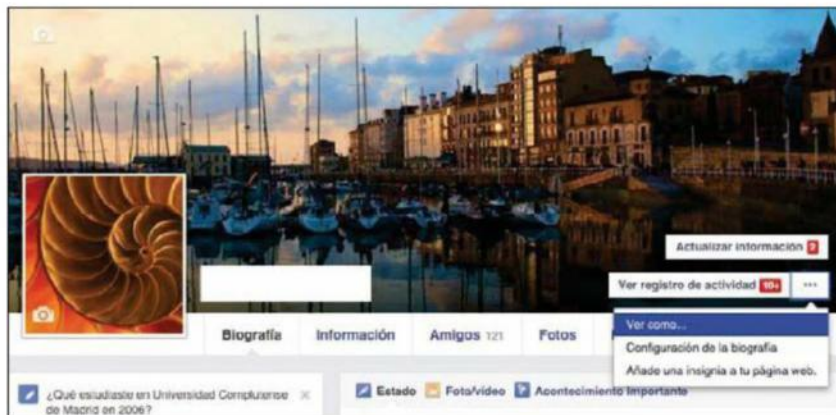 Actualizar información 7
Ver registro de actividad 10+ ...
Ver como...
Configuración de la biografía
Añade una insignia a tu página web.
Biografía Información Amigos 121 Fotos
¿Qué estudiaste en Universidad Complutense de Madrid en 2006? ×
Estado Foto/vídeo Acontecimiento importante